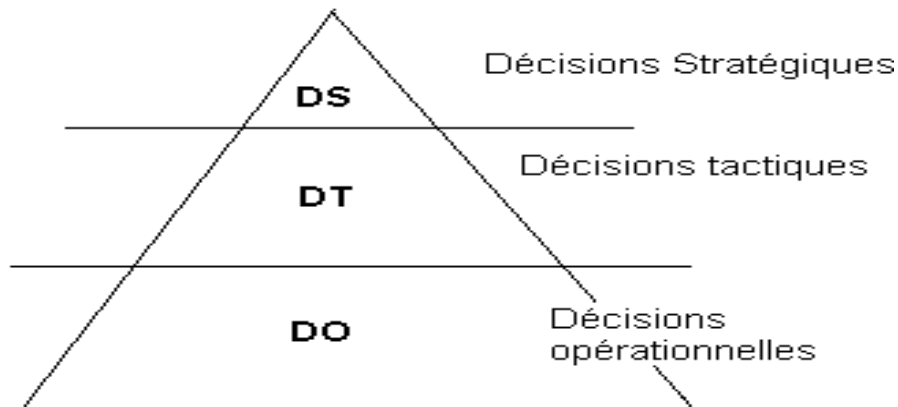 Décisions Stratégiques
DS
Décisions tactiques
DT
Décisions
opérationnelles
DO